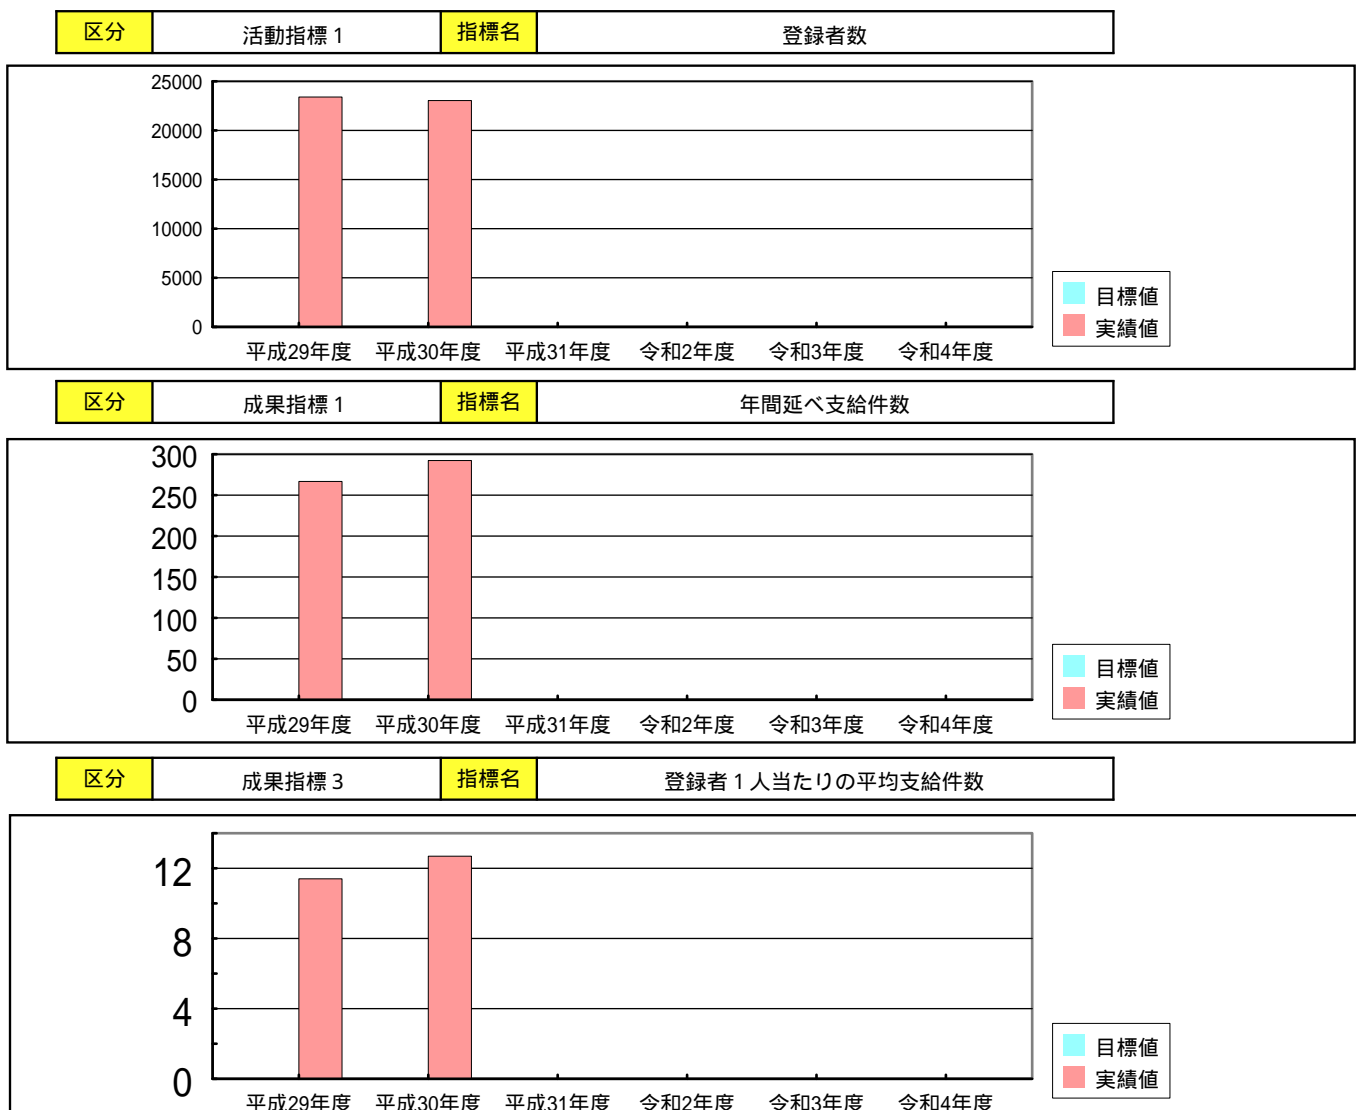 区分 活動指標1 指標名 登録者数
25000
20000
15000
10000
5000
0
平成29年度 平成30年度 平成31年度 令和2年度 令和3年度 令和4年度
目標値
実績値
区分 成果指標1 指標名 年間延べ支給件数
300
250
200
150
100
50
0
平成29年度 平成30年度 平成31年度 令和2年度 令和3年度 令和4年度
目標値
実績値
区分 成果指標3 指標名 登録者1人当たりの平均支給件数
12
8
4
0
平成29年度 平成30年度 平成31年度 令和2年度 令和3年度 令和4年度
目標値
実績値